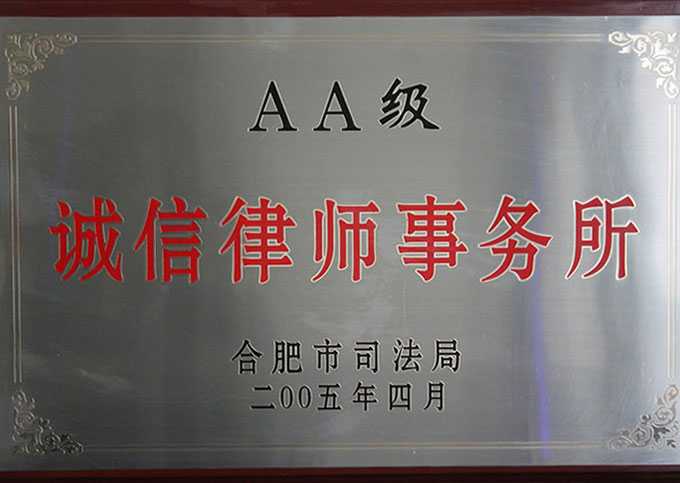 AA级
诚信律师事务所
合肥市司法局
二00五年四月